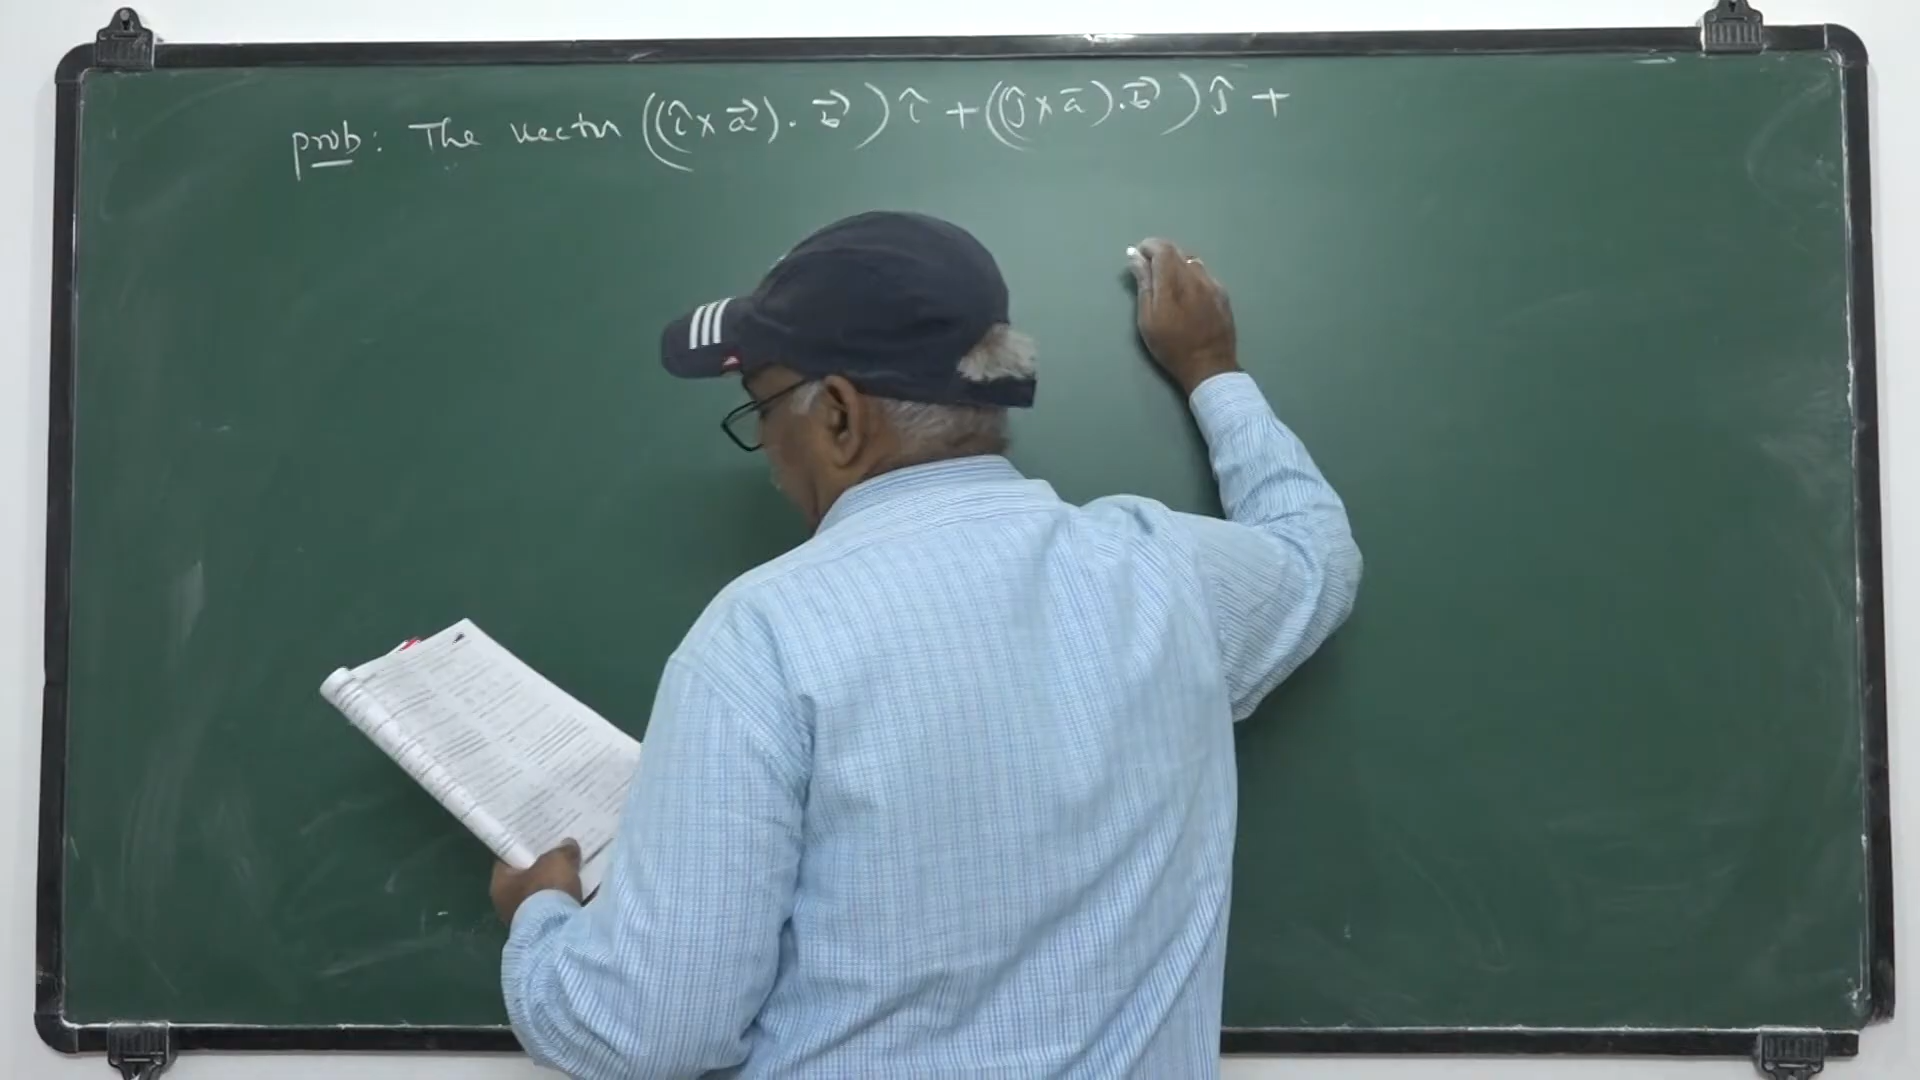 prob: The vector ((î × a⃗). b⃗) î + (ĵ × a̅). b⃗) ĵ +